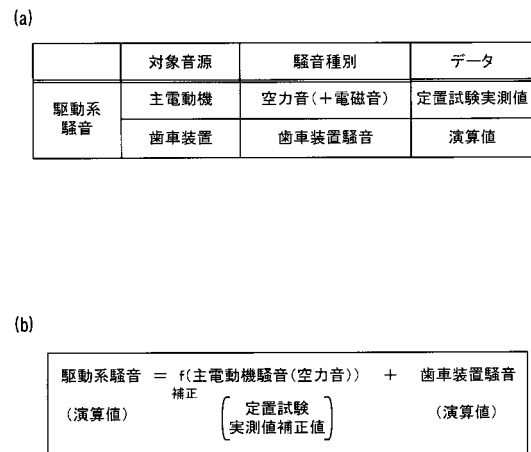 (a)
対象音源 騒音種別 データ
駆動系騒音 主電動機 空力音(＋電磁音) 定置試験実測値
歯車装置 歯車装置騒音 演算値
(b)
駆動系騒音 ＝ f(主電動機騒音(空力音)) ＋ 歯車装置騒音
補正
(演算値) (定置試験実測値補正値) (演算値)